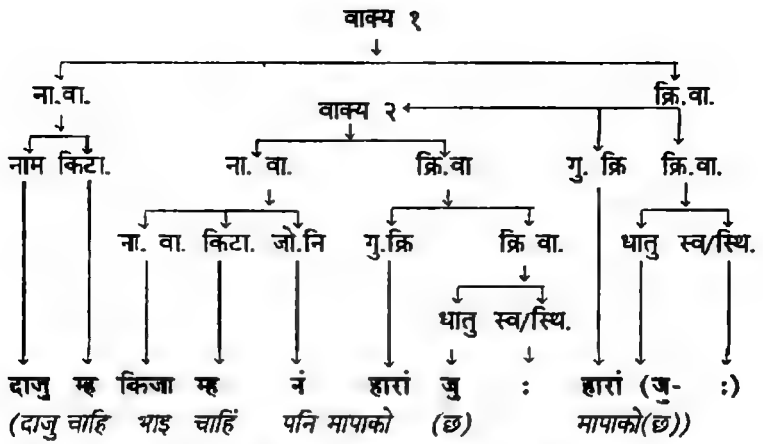 वाक्य १
ना.वा. क्रि.वा.
वाक्य २
नाम किटा. ना. वा. क्रि.वा गु. क्रि क्रि.वा.
ना. वा. किटा. जो.नि गु.क्रि क्रि वा. धातु स्व/स्थि.
धातु स्व/स्थि.
दाजु म्ह किजा म्ह नं हारां जु : हारां (जु- :)
(दाजु चाहि भाइ चाहिं पनि मापाको (छ) मापाको(छ))